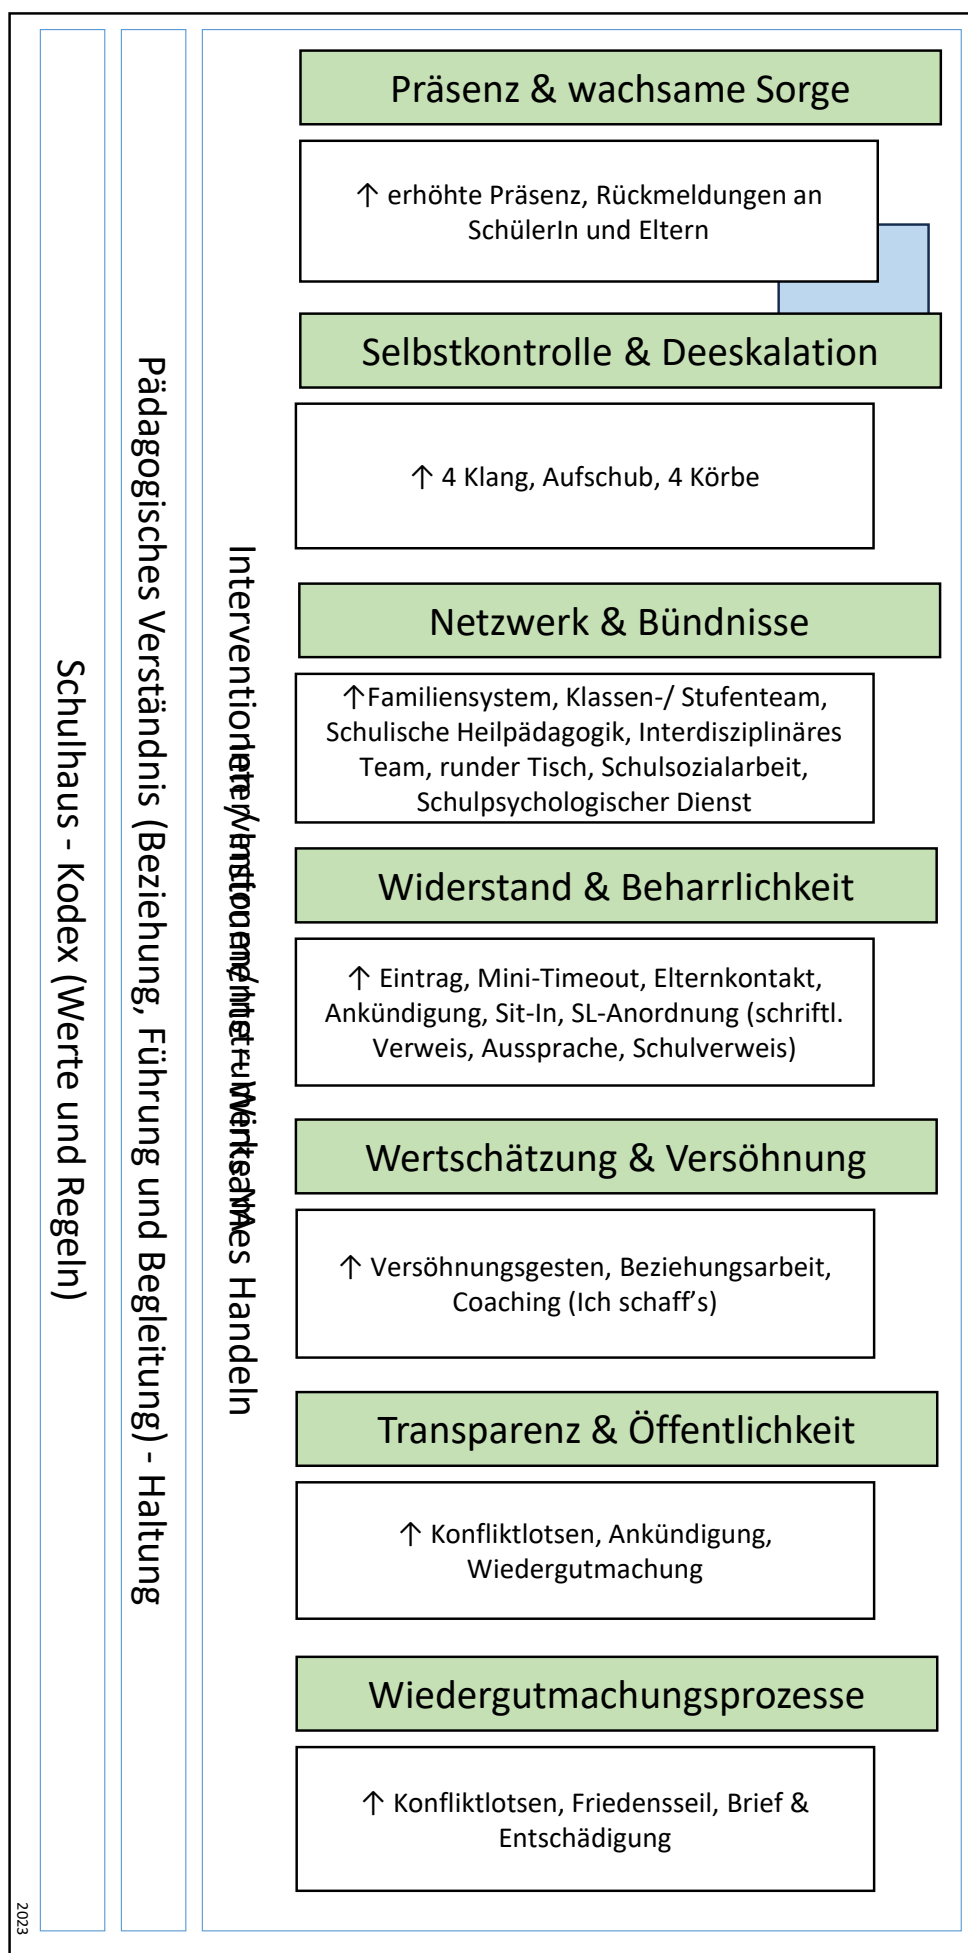 Präsenz & wachsame Sorge
↑ erhöhte Präsenz, Rückmeldungen an
SchülerIn und Eltern
Selbstkontrolle & Deeskalation
↑ 4 Klang, Aufschub, 4 Körbe
Netzwerk & Bündnisse
↑Familiensystem, Klassen-/ Stufenteam,
Schulische Heilpädagogik, Interdisziplinäres
Team, runder Tisch, Schulsozialarbeit,
Schulpsychologischer Dienst
Widerstand & Beharrlichkeit
↑ Eintrag, Mini-Timeout, Elternkontakt,
Ankündigung, Sit-In, SL-Anordnung (schriftl.
Verweis, Aussprache, Schulverweis)
Wertschätzung & Versöhnung
↑ Versöhnungsgesten, Beziehungsarbeit,
Coaching (Ich schaff’s)
Transparenz & Öffentlichkeit
↑ Konfliktlotsen, Ankündigung,
Wiedergutmachung
Wiedergutmachungsprozesse
↑ Konfliktlotsen, Friedensseil, Brief &
Entschädigung
Interventionen / Instrumente - Wirksames Handeln
Pädagogisches Verständnis (Beziehung, Führung und Begleitung) - Haltung
Schulhaus - Kodex (Werte und Regeln)
2023